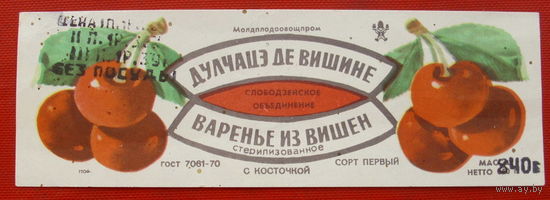 Молдплодоовощпром
ДУЛЧАЦЭ ДЕ ВИШИНЕ
СЛОБОДЗЕЙСКОЕ
ОБЪЕДИНЕНИЕ
ВАРЕНЬЕ ИЗ ВИШЕН
стерилизованное
ГОСТ 7061-70
С КОСТОЧКОЙ
СОРТ ПЕРВЫЙ
МАССА
НЕТТО
840г
ЦЕНА
БЕЗ ПОСУДЫ